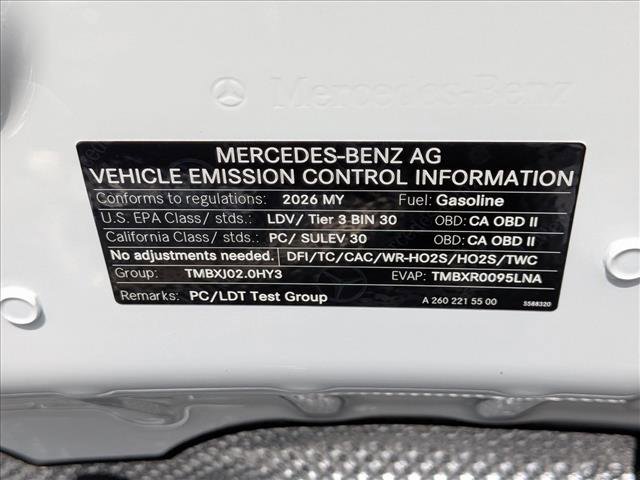 Mercedes-Benz
MERCEDES-BENZ AG
VEHICLE EMISSION CONTROL INFORMATION
Conforms to regulations: 2026 MY Fuel: Gasoline
U.S. EPA Class/ stds.: LDV/ Tier 3 BIN 30 OBD: CA OBD II
California Class/ stds.: PC/ SULEV 30 OBD: CA OBD II
No adjustments needed. DFI/TC/CAC/WR-HO2S/HO2S/TWC
Group: TMBXJ02.0HY3 EVAP: TMBXR0095LNA
Remarks: PC/LDT Test Group A 260 221 55 00 S588320